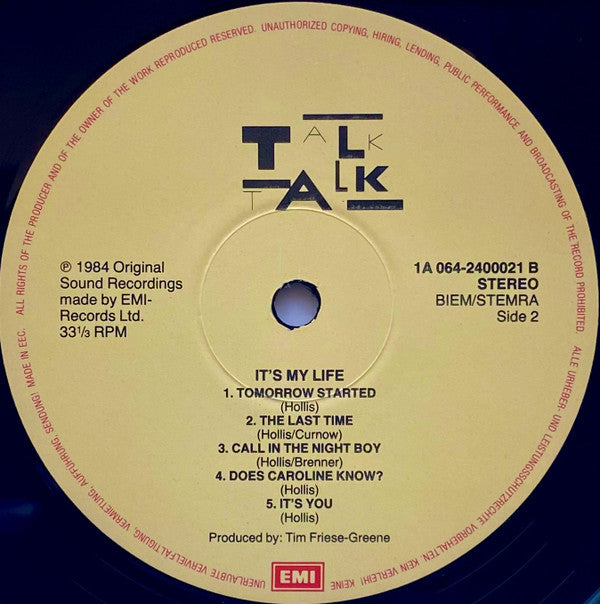 ALL RIGHTS OF THE PRODUCER AND OF THE OWNER OF THE WORK REPRODUCED RESERVED. UNAUTHORIZED COPYING, HIRING, LENDING, PUBLIC PERFORMANCE AND BROADCASTING OF THE RECORD PROHIBITED.
TALK
TALK
℗ 1984 Original
Sound Recordings
made by EMI-
Records Ltd.
33⅓ RPM
1A 064-2400021 B
STEREO
BIEM/STEMRA
Side 2
IT'S MY LIFE
1. TOMORROW STARTED
(Hollis)
2. THE LAST TIME
(Hollis/Curnow)
3. CALL IN THE NIGHT BOY
(Hollis/Brenner)
4. DOES CAROLINE KNOW?
(Hollis)
5. IT'S YOU
(Hollis)
Produced by: Tim Friese-Greene
EMI
ALLE URHEBER- UND LEISTUNGSSCHUTZRECHTE VORBEHALTEN. KEIN VERLEIH! KEINE UNERLAUBTE VERVIELFÄLTIGUNG, VERMIETUNG, AUFFÜHRUNG, SENDUNG! MADE IN EEC.